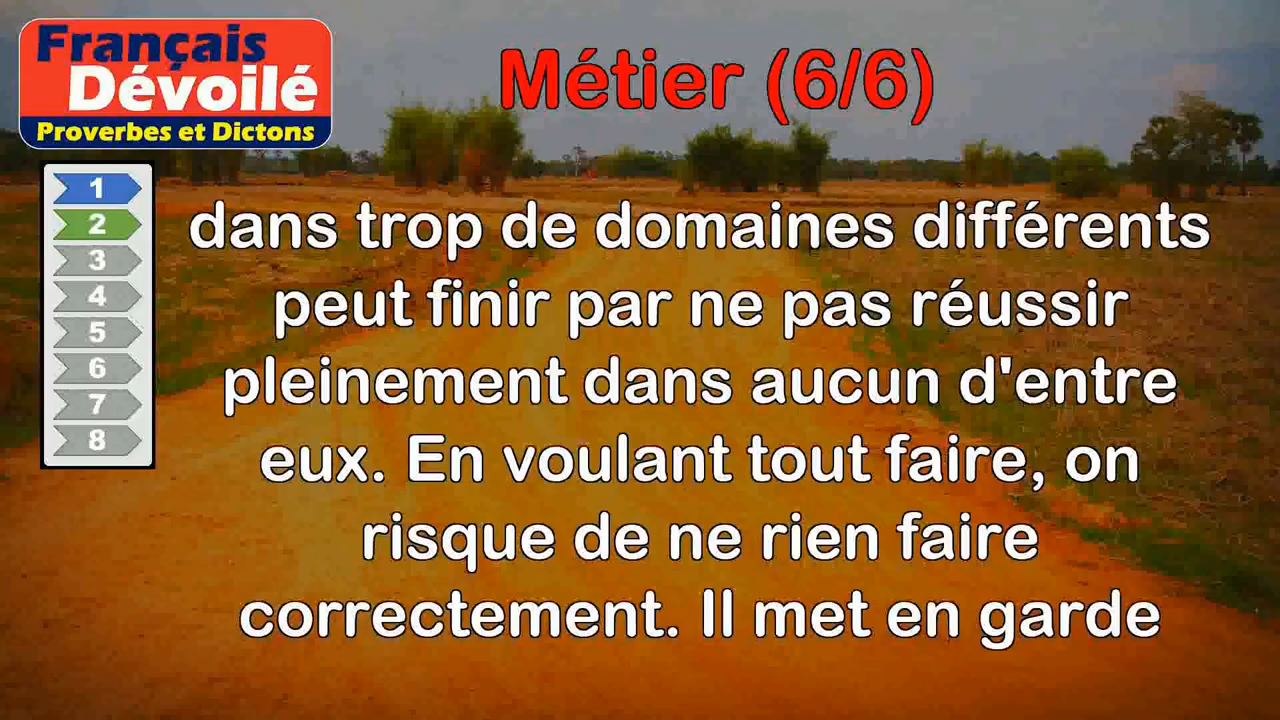 Français
Dévoilé
Proverbes et Dictons
Métier (6/6)
1
2
3
4
5
6
7
8
dans trop de domaines différents
peut finir par ne pas réussir
pleinement dans aucun d'entre
eux. En voulant tout faire, on
risque de ne rien faire
correctement. Il met en garde